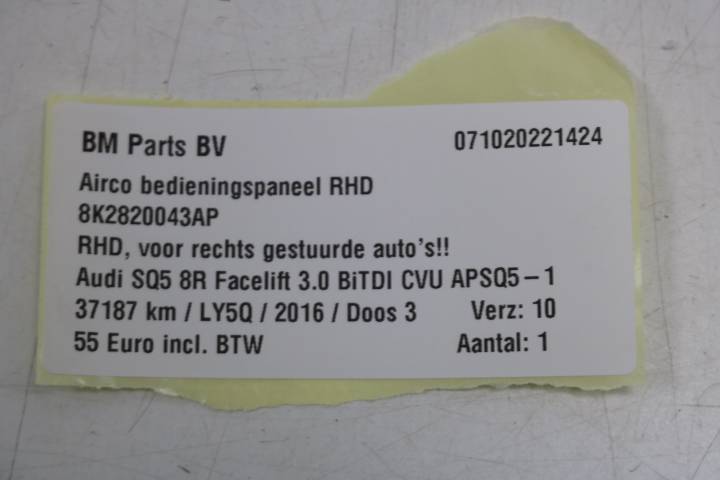 BM Parts BV 071020221424
Airco bedieningspaneel RHD
8K2820043AP
RHD, voor rechts gestuurde auto's!!
Audi SQ5 8R Facelift 3.0 BiTDI CVU APSQ5-1
37187 km / LY5Q / 2016 / Doos 3 Verz: 10
55 Euro incl. BTW Aantal: 1